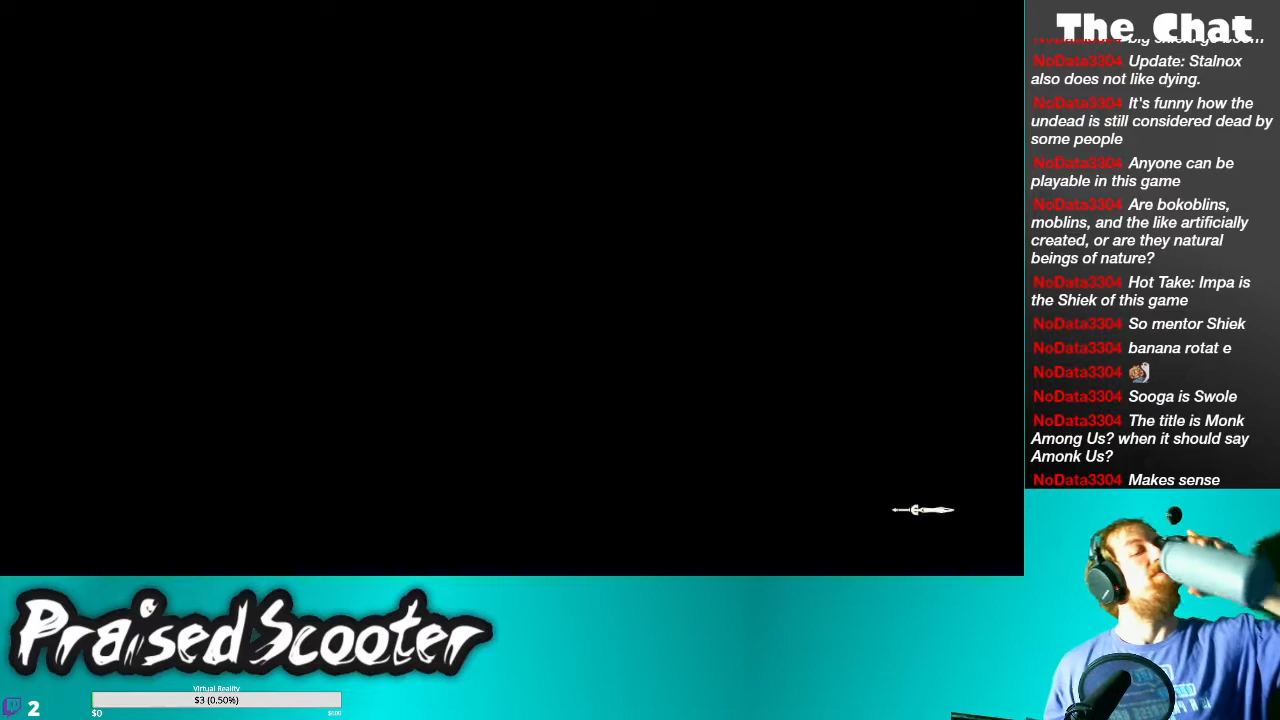 The Chat
NoData3304 Update: Stalnox
also does not like dying.
NoData3304 It's funny how the
undead is still considered dead by
some people
NoData3304 Anyone can be
playable in this game
NoData3304 Are bokoblins,
moblins, and the like artificially
created, or are they natural
beings of nature?
NoData3304 Hot Take: Impa is
the Shiek of this game
NoData3304 So mentor Shiek
NoData3304 banana rotat e
NoData3304
NoData3304 Sooga is Swole
NoData3304 The title is Monk
Among Us? when it should say
Amonk Us?
NoData3304 Makes sense
PraisedScooter
Virtual Reality
$3 (0.50%)
2
$0